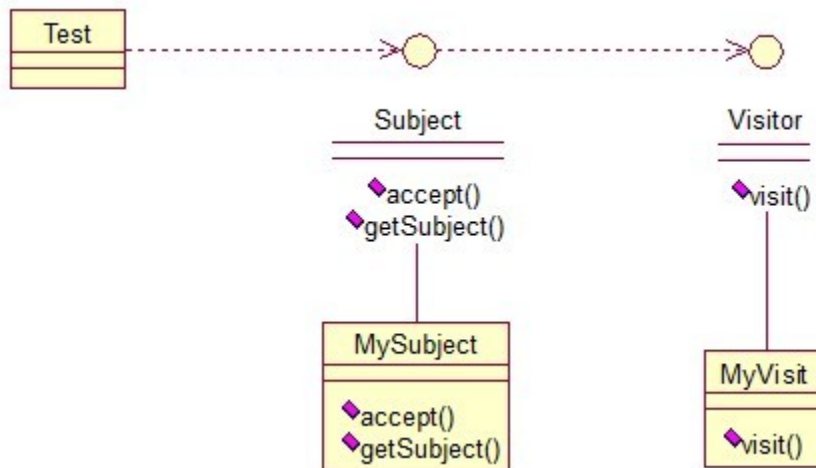 Test
Subject
accept()
getSubject()
Visitor
visit()
MySubject
accept()
getSubject()
MyVisit
visit()